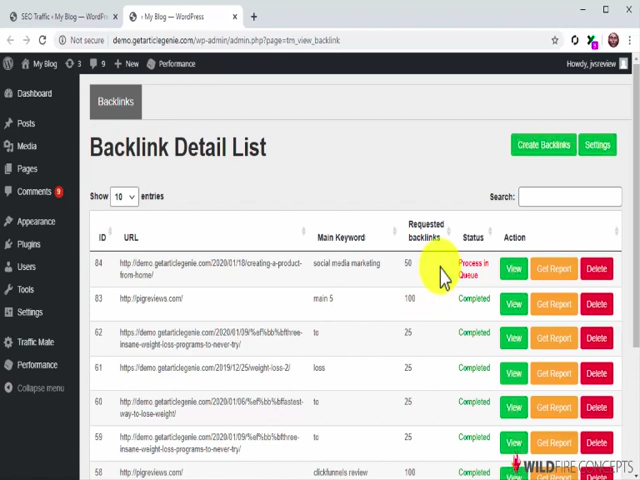 SEO Traffic ‹ My Blog — WordPr
‹ My Blog — WordPress
Not secure
demo.getarticlegenie.com/wp-admin/admin.php?page=tm_view_backlink
My Blog
3
9
+ New
Performance
Howdy, jvsreview
Dashboard
Posts
Media
Pages
Comments 9
Appearance
Plugins
Users
Tools
Settings
Traffic Mate
Performance
Collapse menu
Backlinks
Backlink Detail List
Create Backlinks
Settings
Show 10 entries
Search:
ID URL Main Keyword Requested backlinks Status Action
84 http://demo.getarticlegenie.com/2020/01/18/creating-a-product- social media marketing 50 Process in View Get Report Delete
from-home/ Queue
83 http://pigreviews.com/ main 5 100 Completed View Get Report Delete
62 https://demo.getarticlegenie.com/2020/01/09/%ef%bb%bfthree- to 25 Completed View Get Report Delete
insane-weight-loss-programs-to-never-try/
61 https://demo.getarticlegenie.com/2019/12/25/weight-loss-2/ loss 25 Completed View Get Report Delete
60 http://demo.getarticlegenie.com/2020/01/06/%ef%bb%bffastest- to 25 Completed View Get Report Delete
way-to-lose-weight/
59 http://demo.getarticlegenie.com/2020/01/09/%ef%bb%bfthree- to 25 Completed View Get Report Delete
insane-weight-loss-programs-to-never-try/
58 http://pigreviews.com/ clickfunnels review 100 Completed View Get Report Delete
WILDFIRE CONCEPTS